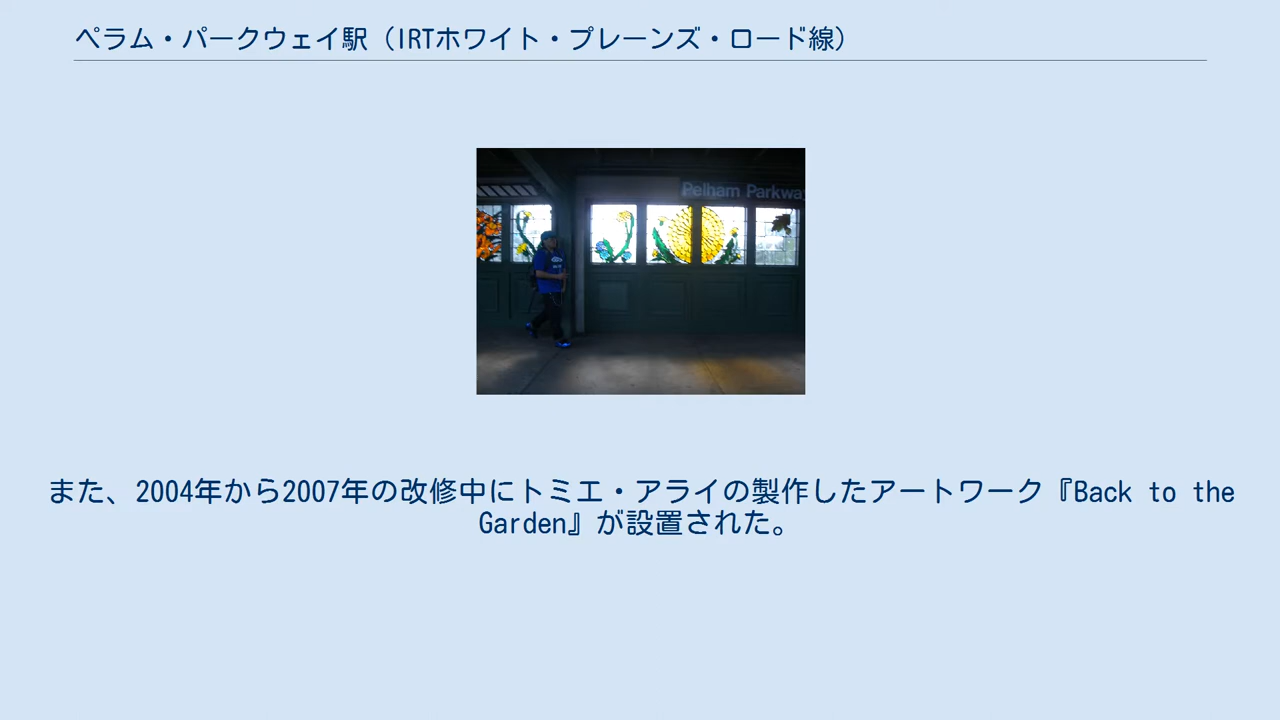 ペラム・パークウェイ駅（IRTホワイト・プレーンズ・ロード線）
Pelham Parkway
また、2004年から2007年の改修中にトミエ・アライの製作したアートワーク『Back to the
Garden』が設置された。